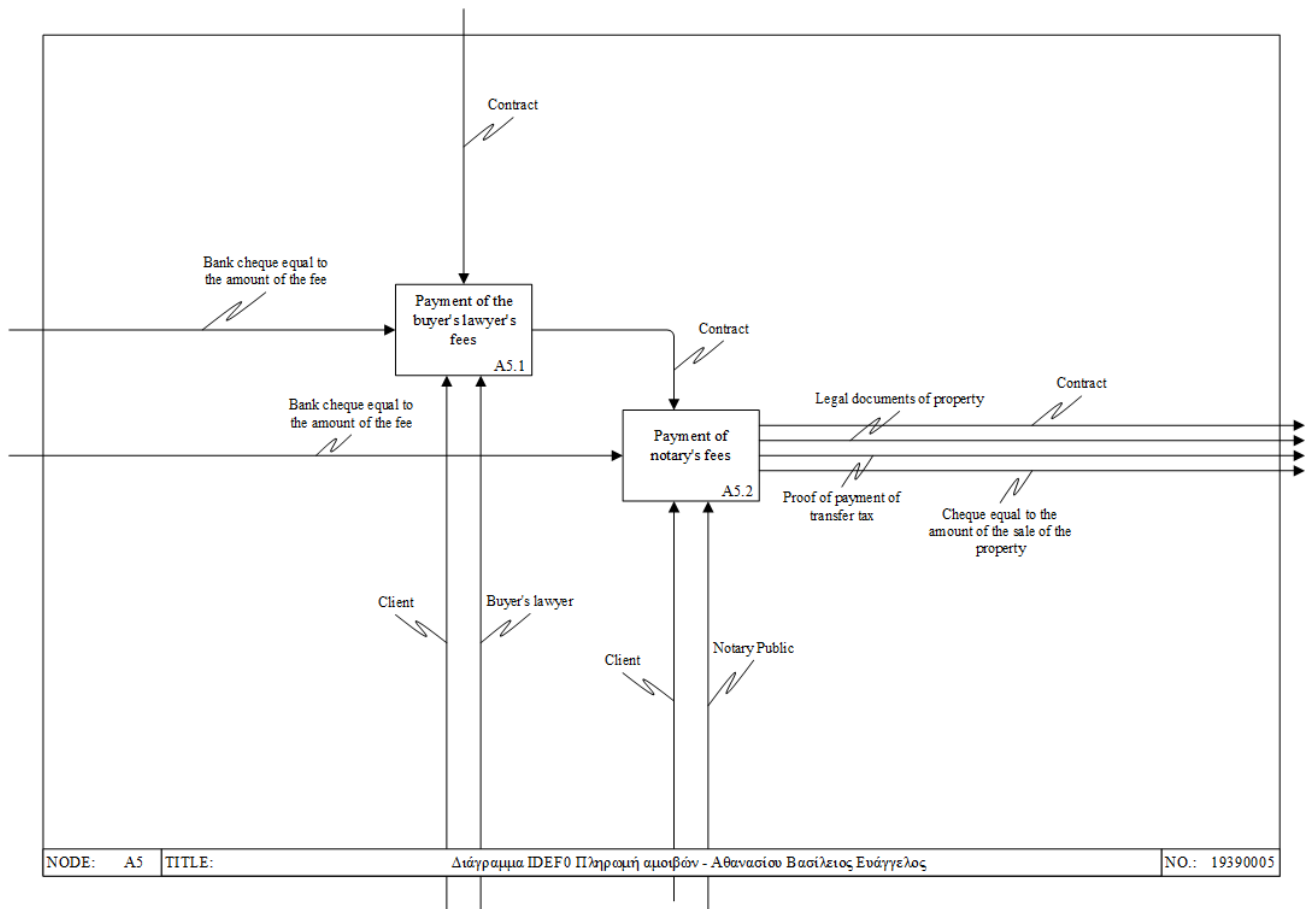 Contract
Bank cheque equal to
the amount of the fee
Payment of the
buyer's lawyer's
fees
A5.1
Contract
Bank cheque equal to
the amount of the fee
Payment of
notary's fees
A5.2
Legal documents of property
Contract
Proof of payment of
transfer tax
Cheque equal to the
amount of the sale of the
property
Client
Buyer's lawyer
Client
Notary Public
NODE: A5 TITLE: Διάγραμμα IDEF0 Πληρωμή αμοιβών - Αθανασίου Βασίλειος Ευάγγελος NO.: 19390005